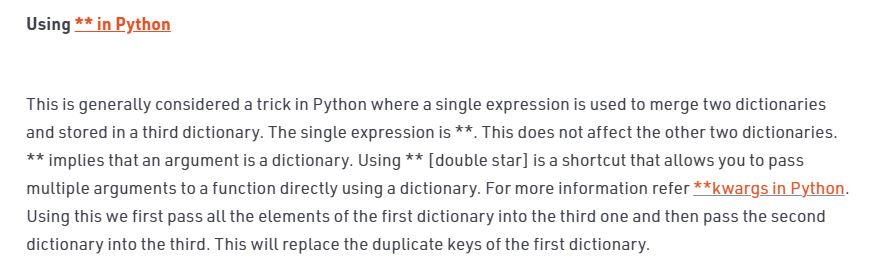 Using ** in Python
This is generally considered a trick in Python where a single expression is used to merge two dictionaries
and stored in a third dictionary. The single expression is **. This does not affect the other two dictionaries.
** implies that an argument is a dictionary. Using ** [double star] is a shortcut that allows you to pass
multiple arguments to a function directly using a dictionary. For more information refer **kwargs in Python.
Using this we first pass all the elements of the first dictionary into the third one and then pass the second
dictionary into the third. This will replace the duplicate keys of the first dictionary.